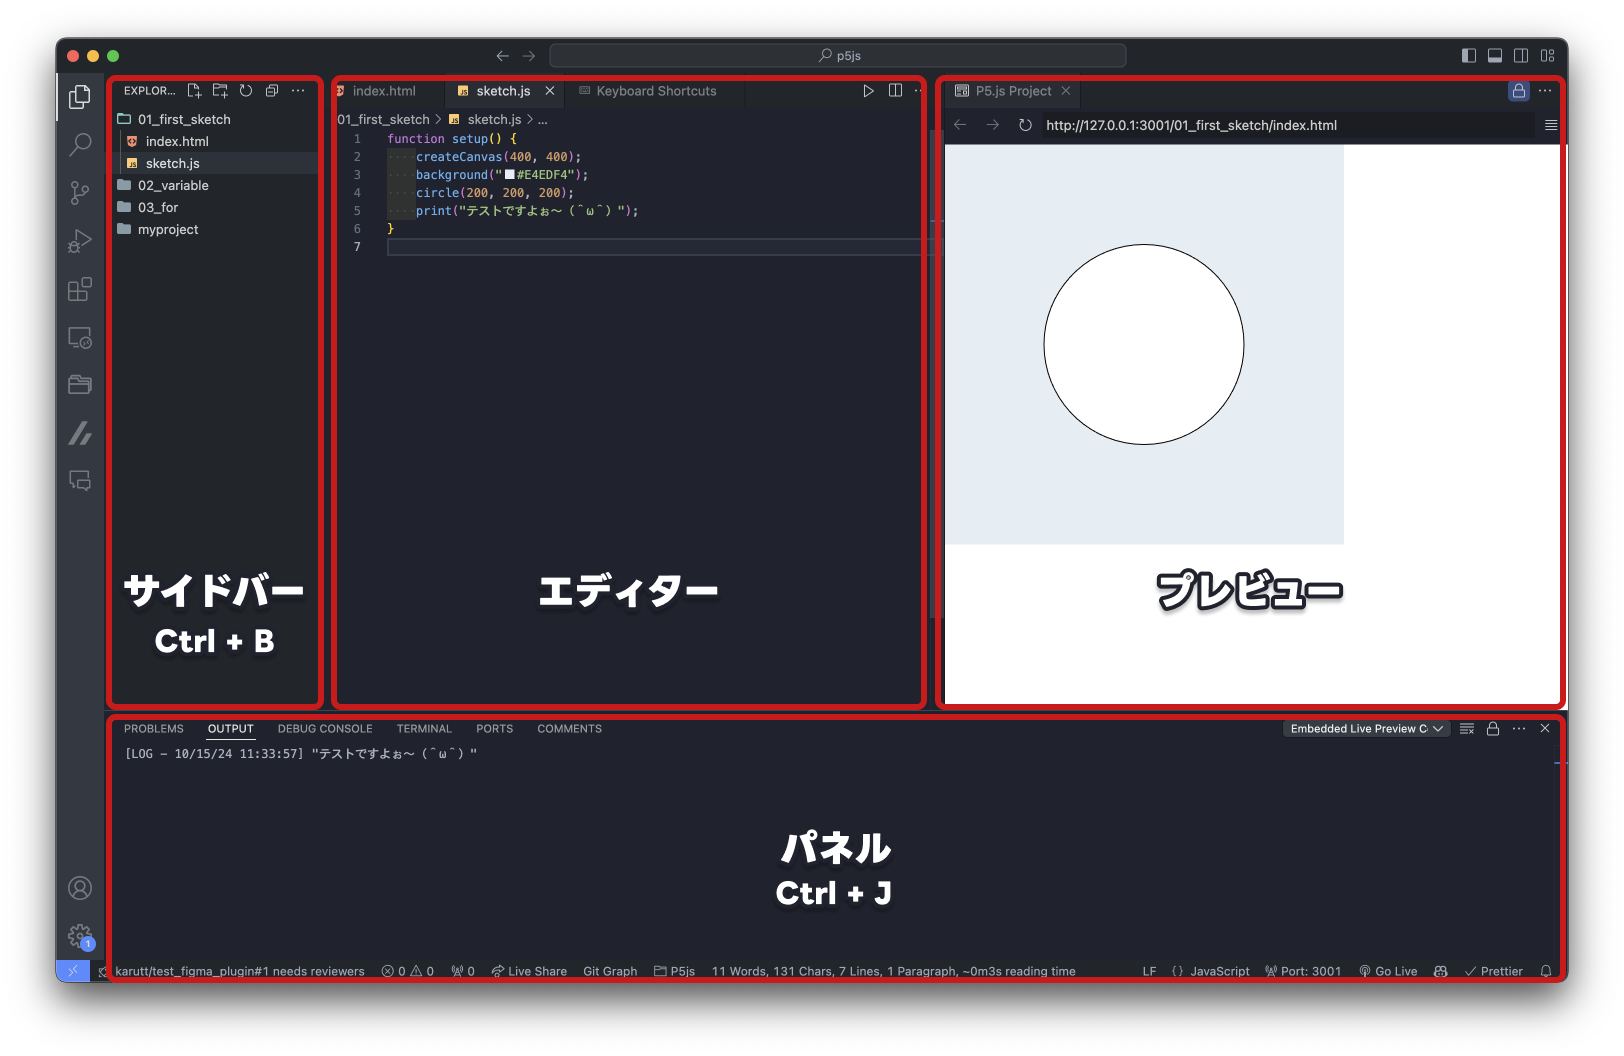 p5js
EXPLOR...
01_first_sketch
index.html
sketch.js
02_variable
03_for
myproject
サイドバー
Ctrl + B
index.html
sketch.js
Keyboard Shortcuts
01_first_sketch > sketch.js > ...
1 function setup() {
2 createCanvas(400, 400);
3 background("#E4EDF4");
4 circle(200, 200, 200);
5 print("テストですよぉ〜（＾ω＾）");
6 }
7
エディター
P5.js Project
http://127.0.0.1:3001/01_first_sketch/index.html
プレビュー
PROBLEMS OUTPUT DEBUG CONSOLE TERMINAL PORTS COMMENTS
Embedded Live Preview C
[LOG - 10/15/24 11:33:57] "テストですよぉ〜（＾ω＾）"
パネル
Ctrl + J
1
karutt/test_figma_plugin#1 needs reviewers 0 0 0 Live Share Git Graph P5js 11 Words, 131 Chars, 7 Lines, 1 Paragraph, ~0m3s reading time LF {} JavaScript Port: 3001 Go Live Prettier